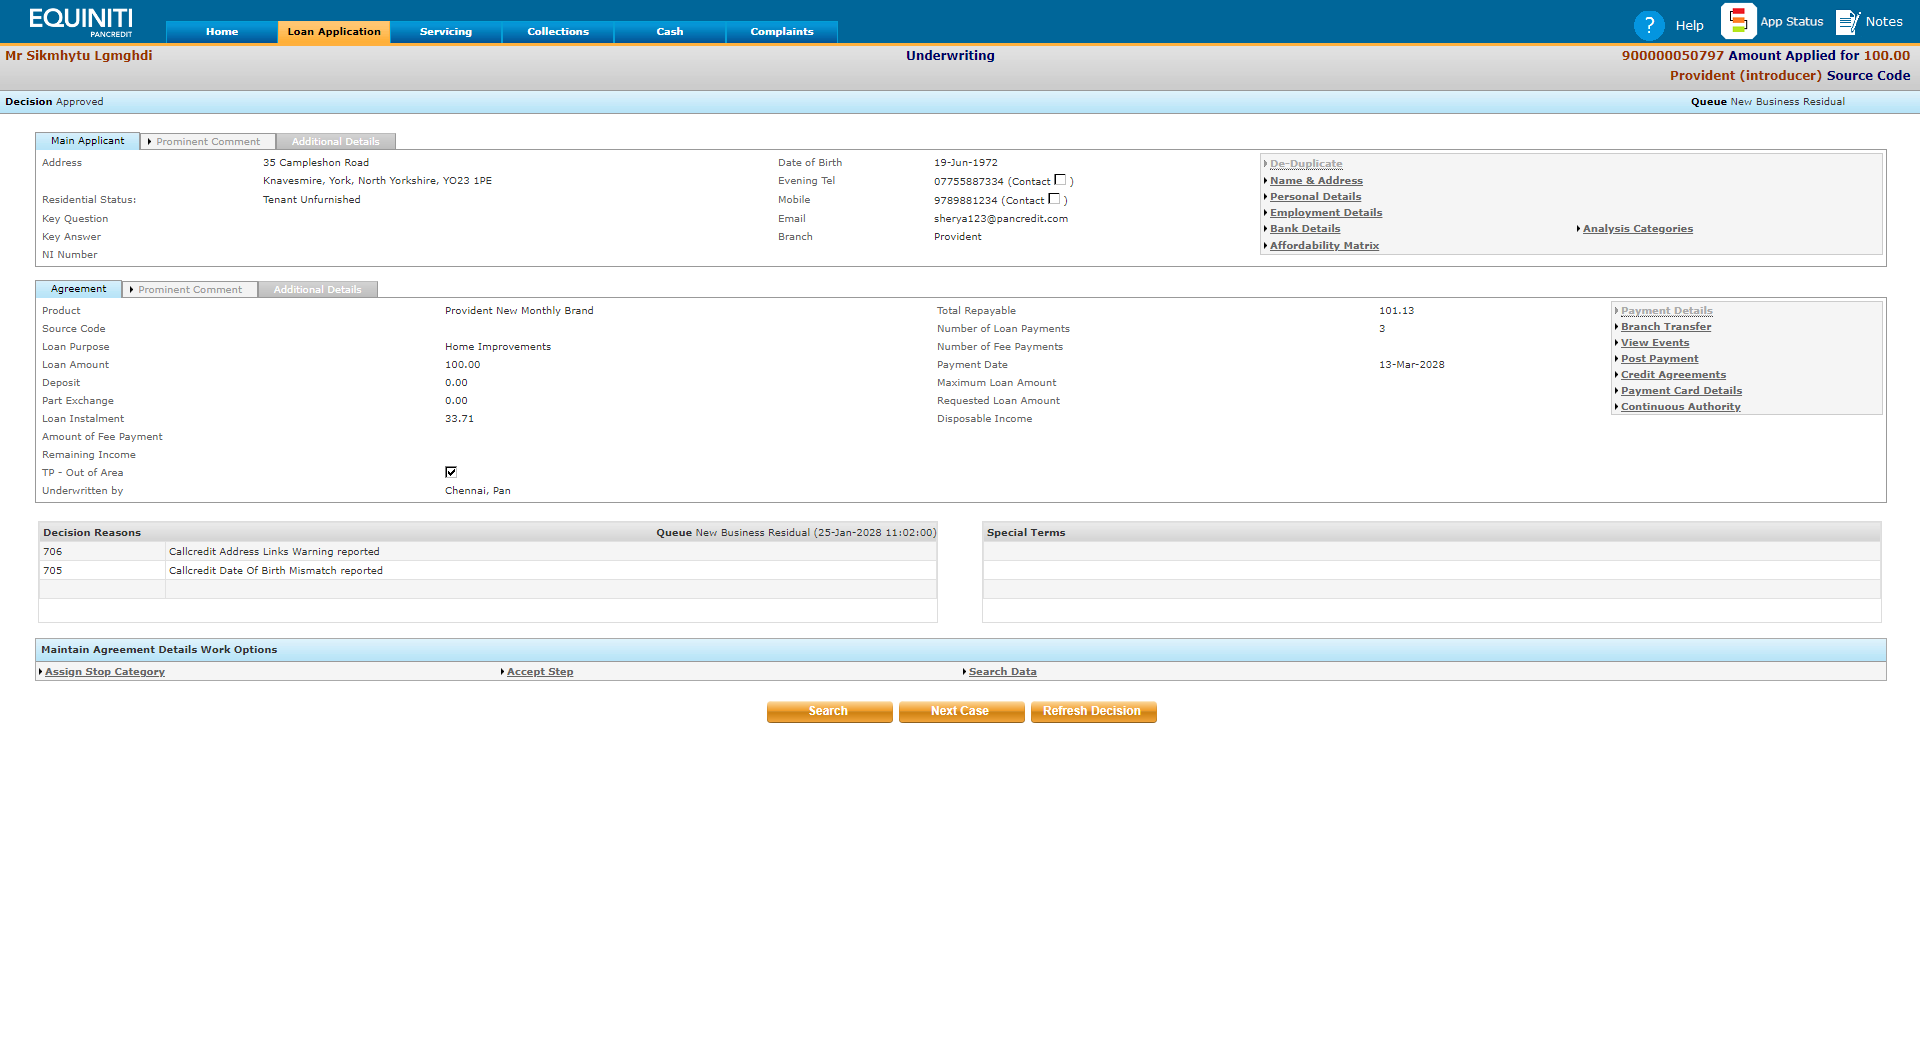 EQUINITI
PANCREDIT
Home
Loan Application
Servicing
Collections
Cash
Complaints
? Help
App Status
Notes
Mr Sikmhytu Lgmghdi
Underwriting
900000050797 Amount Applied for 100.00
Provident (introducer) Source Code
Decision Approved
Queue New Business Residual
Main Applicant
Prominent Comment
Additional Details
Address
35 Campleshon Road
Knavesmire, York, North Yorkshire, YO23 1PE
Residential Status:
Tenant Unfurnished
Key Question
Key Answer
NI Number
Date of Birth
19-Jun-1972
Evening Tel
07755887334 (Contact )
Mobile
9789881234 (Contact )
Email
sherya123@pancredit.com
Branch
Provident
De-Duplicate
Name & Address
Personal Details
Employment Details
Bank Details
Analysis Categories
Affordability Matrix
Agreement
Prominent Comment
Additional Details
Product
Provident New Monthly Brand
Source Code
Loan Purpose
Home Improvements
Loan Amount
100.00
Deposit
0.00
Part Exchange
0.00
Loan Instalment
33.71
Amount of Fee Payment
Remaining Income
TP - Out of Area
Underwritten by
Chennai, Pan
Total Repayable
101.13
Number of Loan Payments
3
Number of Fee Payments
Payment Date
13-Mar-2028
Maximum Loan Amount
Requested Loan Amount
Disposable Income
Payment Details
Branch Transfer
View Events
Post Payment
Credit Agreements
Payment Card Details
Continuous Authority
Decision Reasons
Queue New Business Residual (25-Jan-2028 11:02:00)
706
Callcredit Address Links Warning reported
705
Callcredit Date Of Birth Mismatch reported
Special Terms
Maintain Agreement Details Work Options
Assign Stop Category
Accept Step
Search Data
Search
Next Case
Refresh Decision